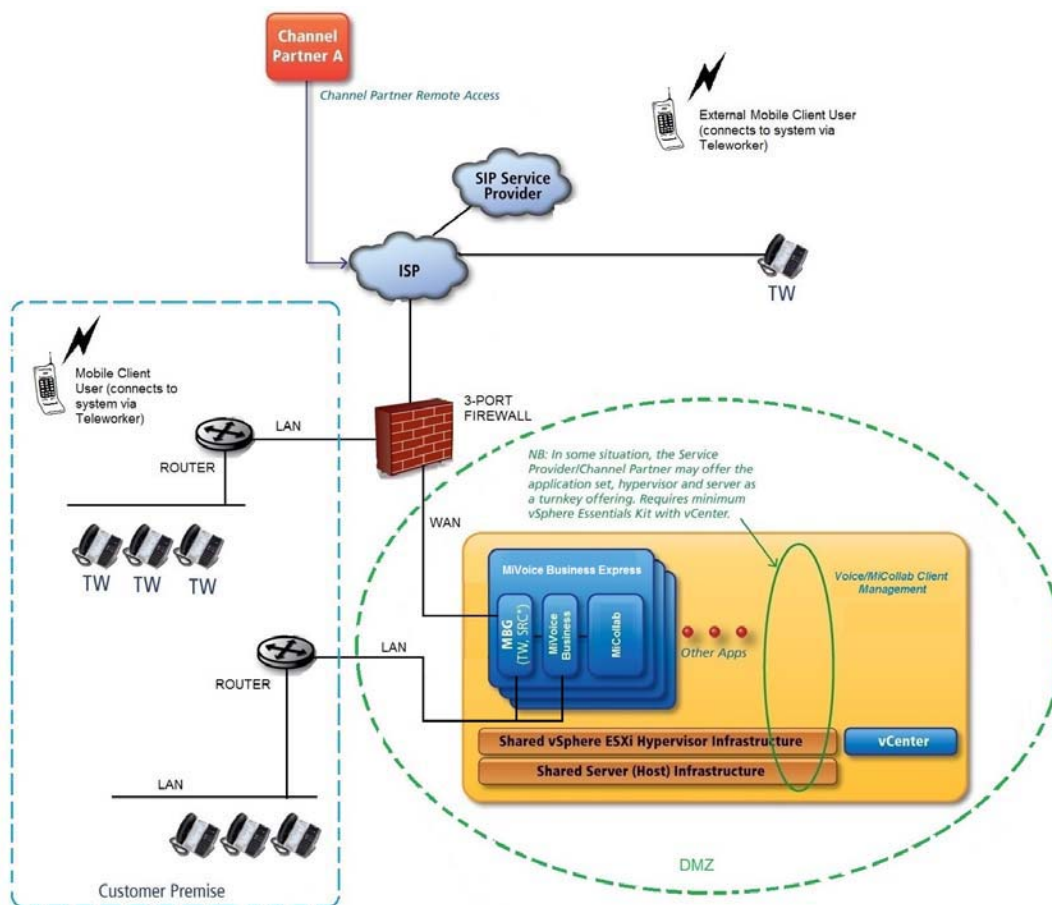 Channel
Partner A
Channel Partner Remote Access
External Mobile Client User
(connects to system via
Teleworker)
SIP Service
Provider
ISP
TW
Mobile Client
User (connects to
system via
Teleworker)
3-PORT
FIREWALL
LAN
ROUTER
NB: In some situation, the Service
Provider/Channel Partner may offer the
application set, hypervisor and server as
a turnkey offering. Requires minimum
vSphere Essentials Kit with vCenter.
WAN
TW
TW
TW
MiVoice Business Express
Voice/MiCollab Client
Management
MBG
(TW, SRC*)
MiVoice
Business
MiCollab
Other Apps
LAN
ROUTER
Shared vSphere ESXi Hypervisor Infrastructure
vCenter
Shared Server (Host) Infrastructure
LAN
DMZ
Customer Premise